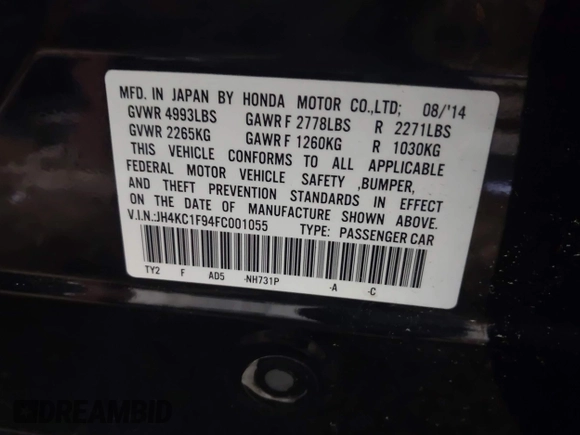 MFD. IN JAPAN BY HONDA MOTOR CO.,LTD; 08/'14
GVWR 4993LBS GAWR F 2778LBS R 2271LBS
GVWR 2265KG GAWR F 1260KG R 1030KG
THIS VEHICLE CONFORMS TO ALL APPLICABLE
FEDERAL MOTOR VEHICLE SAFETY ,BUMPER,
AND THEFT PREVENTION STANDARDS IN EFFECT
ON THE DATE OF MANUFACTURE SHOWN ABOVE.
V.I.N.:JH4KC1F94FC001055 TYPE: PASSENGER CAR
TY2 F AD5 -NH731P -A -C
DREAMBID